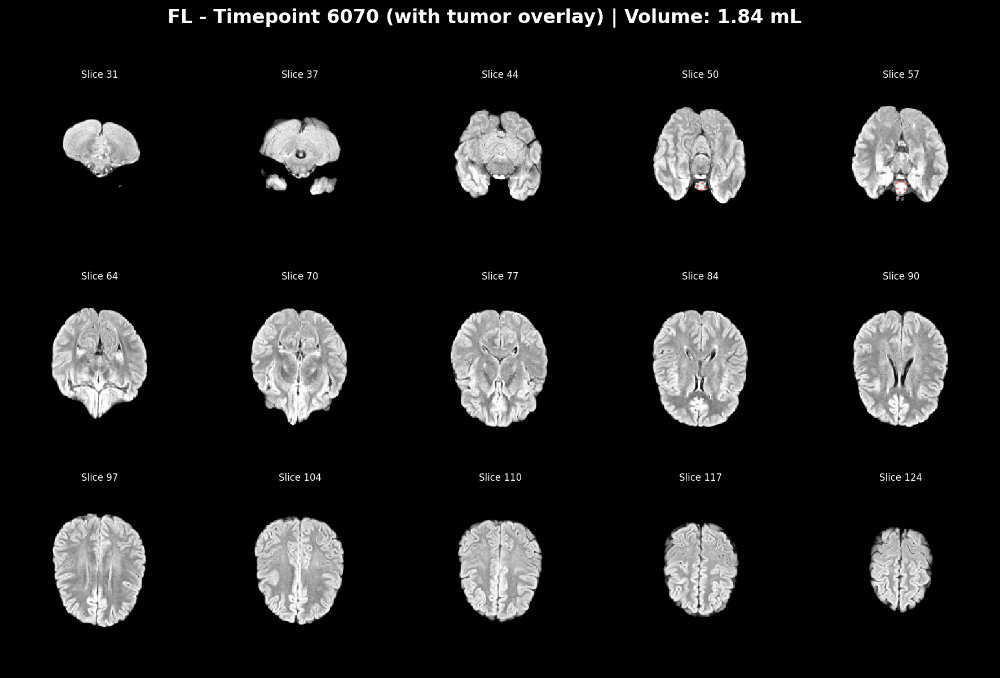 FL - Timepoint 6070 (with tumor overlay) | Volume: 1.84 mL
Slice 31
Slice 37
Slice 44
Slice 50
Slice 57
Slice 64
Slice 70
Slice 77
Slice 84
Slice 90
Slice 97
Slice 104
Slice 110
Slice 117
Slice 124